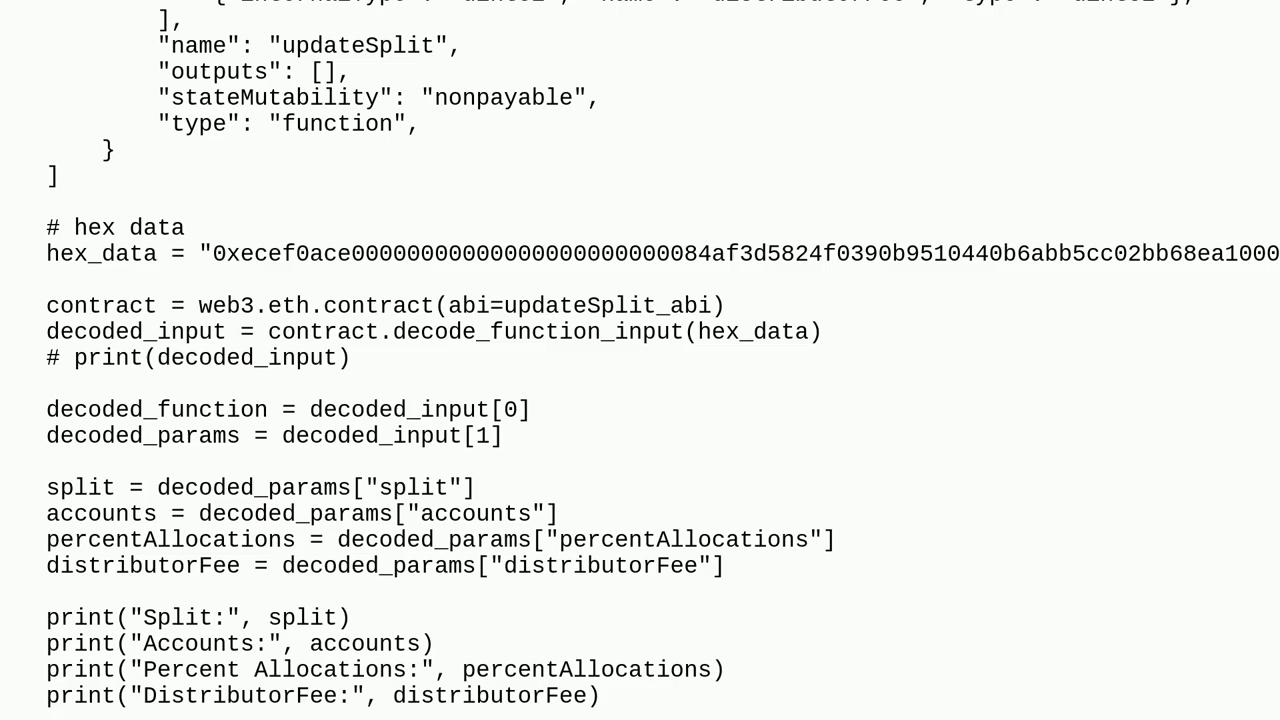 ],
"name": "updateSplit",
"outputs": [],
"stateMutability": "nonpayable",
"type": "function",
}
]
# hex data
hex_data = "0xecef0ace00000000000000000000000084af3d5824f0390b9510440b6abb5cc02bb68ea1000
contract = web3.eth.contract(abi=updateSplit_abi)
decoded_input = contract.decode_function_input(hex_data)
# print(decoded_input)
decoded_function = decoded_input[0]
decoded_params = decoded_input[1]
split = decoded_params["split"]
accounts = decoded_params["accounts"]
percentAllocations = decoded_params["percentAllocations"]
distributorFee = decoded_params["distributorFee"]
print("Split:", split)
print("Accounts:", accounts)
print("Percent Allocations:", percentAllocations)
print("DistributorFee:", distributorFee)